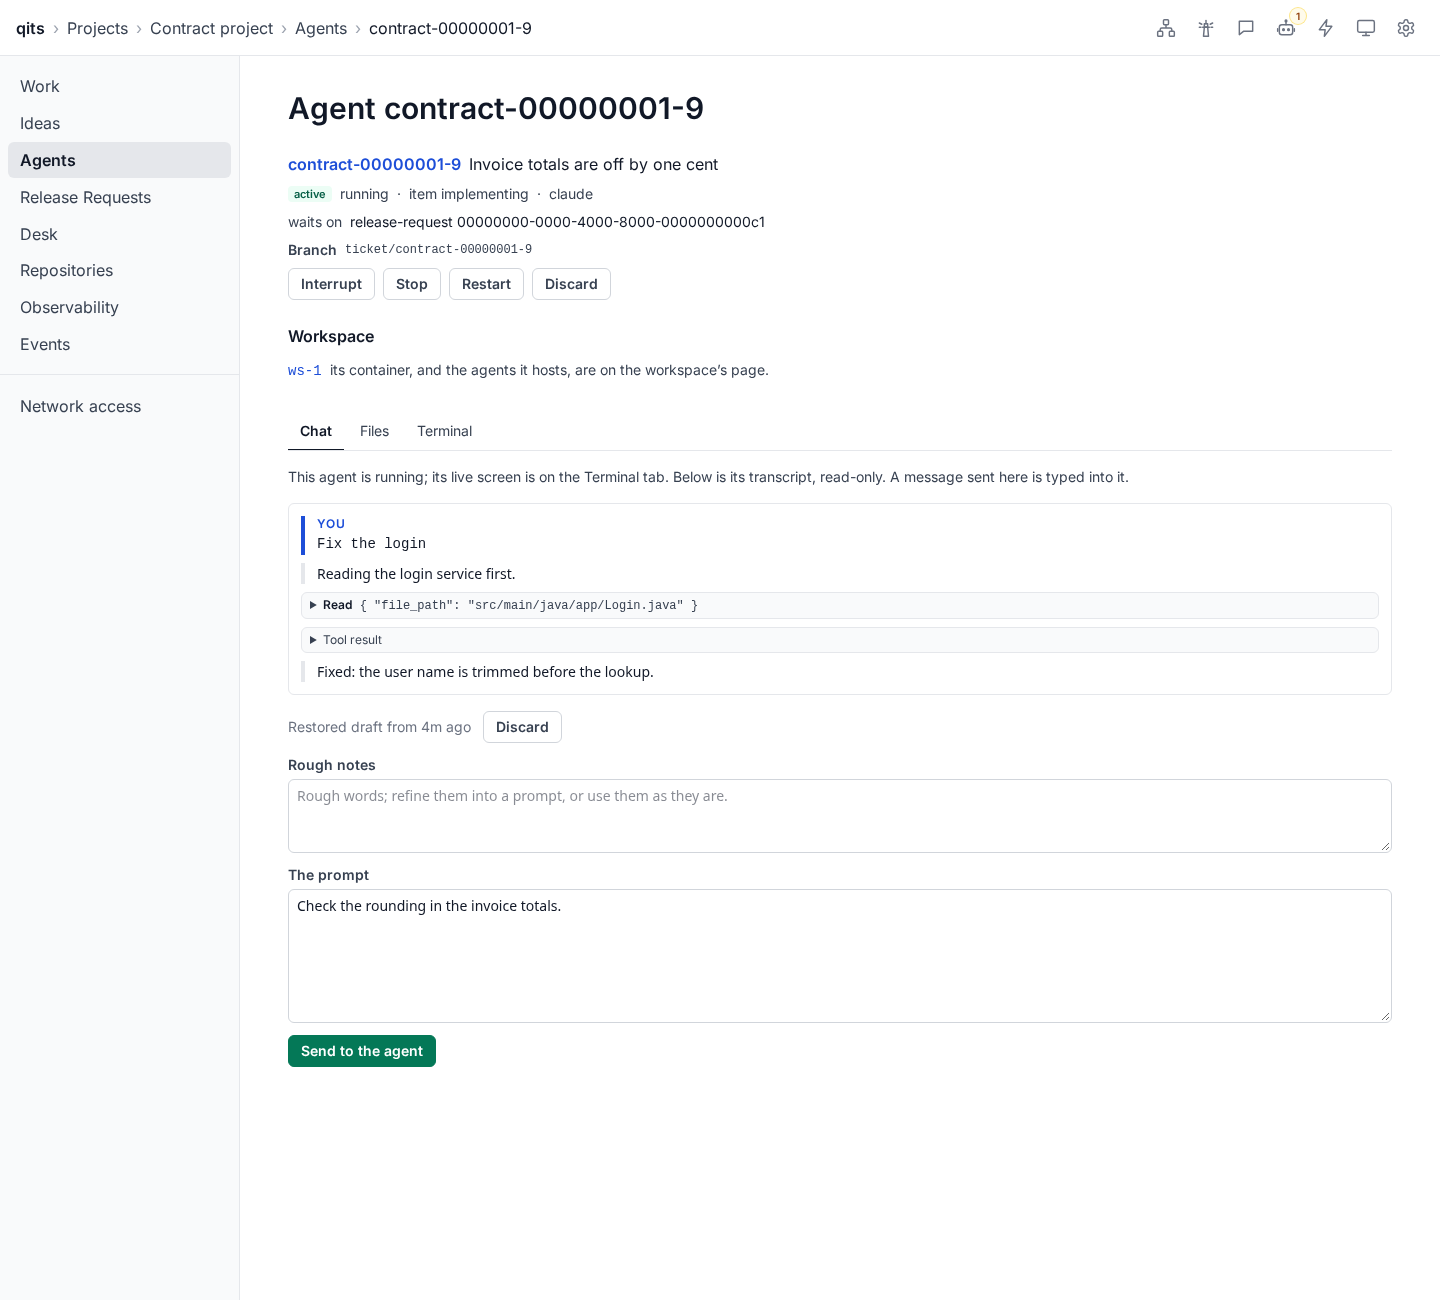 qits › Projects › Contract project › Agents › contract-00000001-9
1
Work
Ideas
Agents
Release Requests
Desk
Repositories
Observability
Events
Network access
Agent contract-00000001-9
contract-00000001-9 Invoice totals are off by one cent
active running · item implementing · claude
waits on release-request 00000000-0000-4000-8000-0000000000c1
Branch ticket/contract-00000001-9
Interrupt Stop Restart Discard
Workspace
ws-1 its container, and the agents it hosts, are on the workspace’s page.
Chat Files Terminal
This agent is running; its live screen is on the Terminal tab. Below is its transcript, read-only. A message sent here is typed into it.
YOU
Fix the login
Reading the login service first.
Read { "file_path": "src/main/java/app/Login.java" }
Tool result
Fixed: the user name is trimmed before the lookup.
Restored draft from 4m ago Discard
Rough notes
Rough words; refine them into a prompt, or use them as they are.
The prompt
Check the rounding in the invoice totals.
Send to the agent